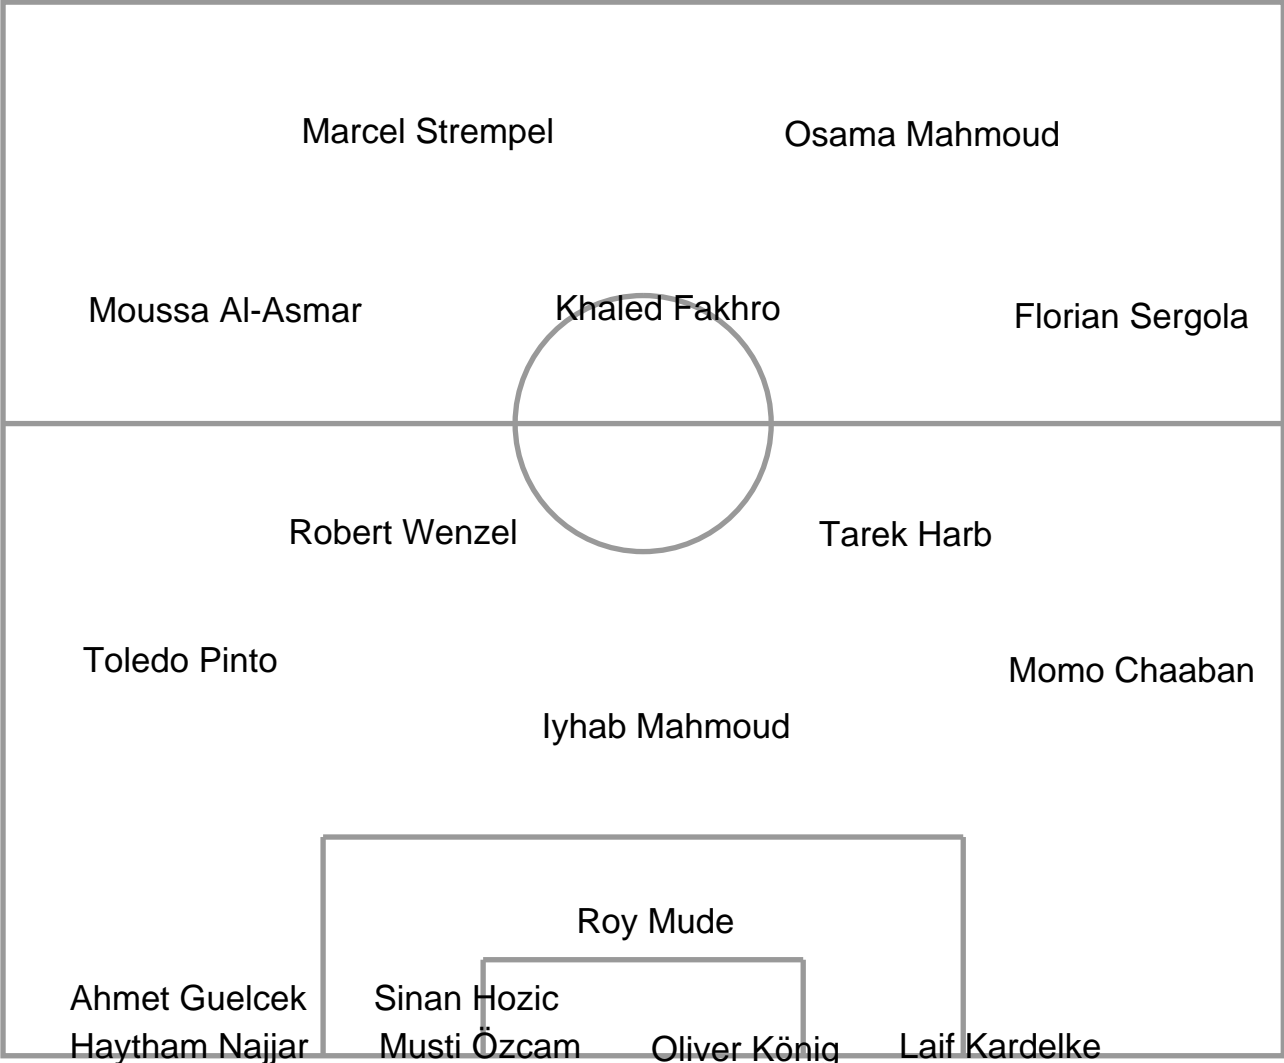 Marcel Strempel
Osama Mahmoud
Moussa Al-Asmar
Khaled Fakhro
Florian Sergola
Robert Wenzel
Tarek Harb
Toledo Pinto
Momo Chaaban
Iyhab Mahmoud
Roy Mude
Ahmet Guelcek
Sinan Hozic
Haytham Najjar
Musti Özcam
Oliver König
Laif Kardelke